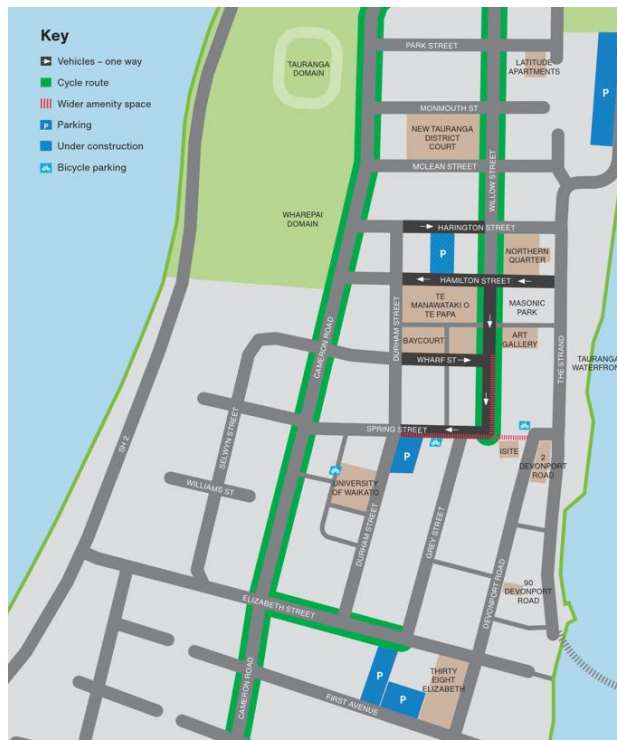 Key
Vehicles – one way
Cycle route
Wider amenity space
P
Parking
Under construction
Bicycle parking
TAURANGA
DOMAIN
PARK STREET
LATITUDE
APARTMENTS
P
MONMOUTH ST
NEW TAURANGA
DISTRICT
COURT
MCLEAN STREET
WILLOW STREET
WHAREPAI
DOMAIN
HARINGTON STREET
P
NORTHERN
QUARTER
HAMILTON STREET
TE
MANAWATAKI O
TE PAPA
MASONIC
PARK
DURHAM STREET
CAMERON ROAD
BAYCOURT
ART
GALLERY
THE STRAND
TAURANGA
WATERFRONT
WHARF ST
SH 2
SELWYN STREET
SPRING STREET
P
ISITE
2
DEVONPORT
ROAD
WILLIAMS ST
UNIVERSITY
OF WAIKATO
DURHAM STREET
GREY STREET
DEVONPORT ROAD
90
DEVONPORT
ROAD
ELIZABETH STREET
CAMERON ROAD
P
P
THIRTY
EIGHT
ELIZABETH
FIRST AVENUE